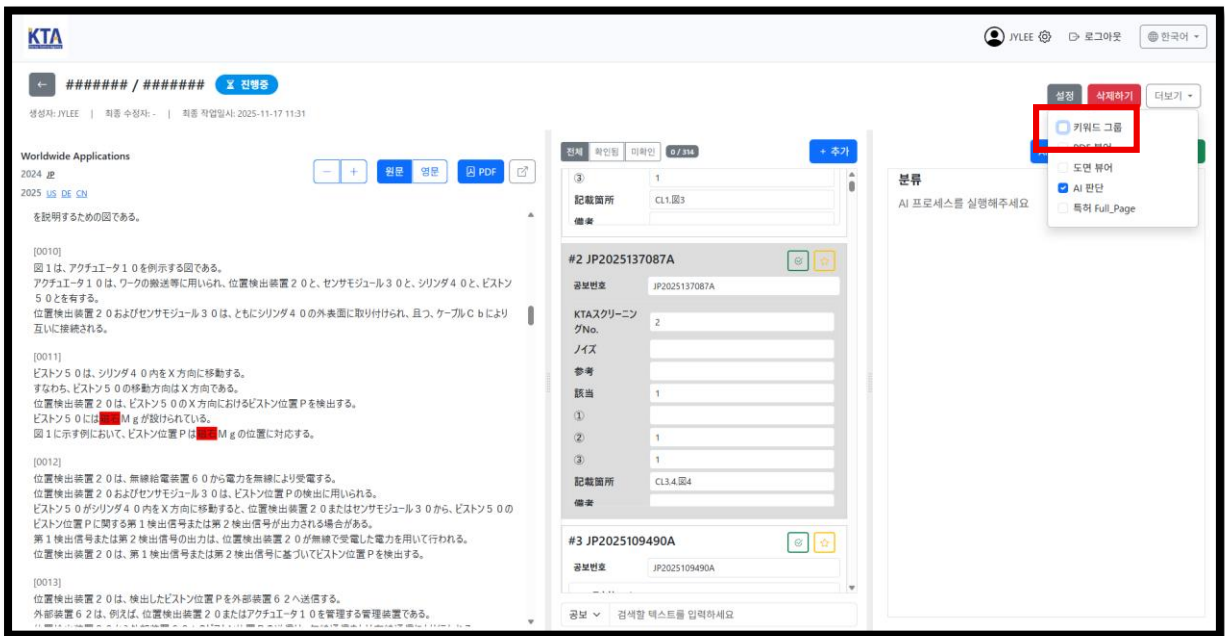 KTA
JYLEE
로그아웃
한국어
####### / #######
진행중
설정
삭제하기
더보기
생성자: JYLEE | 최종 수정자: - | 최종 작업일시: 2025-11-17 11:31
키워드 그룹
도면 뷰어
AI 판단
특허 Full_Page
Worldwide Applications
2024 JP
2025 US DE CN
- +
원문 영문
PDF
を説明するための図である。
[0010]
図1は、アクチュエータ１０を例示する図である。
アクチュエータ１０は、ワークの搬送等に用いられ、位置検出装置２０と、センサモジュール３０と、シリンダ４０と、ピストン
５０とを有する。
位置検出装置２０およびセンサモジュール３０は、ともにシリンダ４０の外表面に取り付けられ、且つ、ケーブルＣｂにより
互いに接続される。
[0011]
ピストン５０は、シリンダ４０内をＸ方向に移動する。
すなわち、ピストン５０の移動方向はＸ方向である。
位置検出装置２０は、ピストン５０のＸ方向におけるピストン位置Ｐを検出する。
ピストン５０には磁石Ｍｇが設けられている。
図１に示す例において、ピストン位置Ｐは磁石Ｍｇの位置に対応する。
[0012]
位置検出装置２０は、無線給電装置６０から電力を無線により受電する。
位置検出装置２０およびセンサモジュール３０は、ピストン位置Ｐの検出に用いられる。
ピストン５０がシリンダ４０内をＸ方向に移動すると、位置検出装置２０またはセンサモジュール３０から、ピストン５０の
ピストン位置Ｐに関する第１検出信号または第２検出信号が出力される場合がある。
第１検出信号または第２検出信号の出力は、位置検出装置２０が無線で受電した電力を用いて行われる。
位置検出装置２０は、第１検出信号または第２検出信号に基づいてピストン位置Ｐを検出する。
[0013]
位置検出装置２０は、検出したピストン位置Ｐを外部装置６２へ送信する。
外部装置６２は、例えば、位置検出装置２０またはアクチュエータ１０を管理する管理装置である。
전체 확인됨 미확인 0 / 314
+ 추가
③ 1
記載箇所 CL1,図3
備考
#2 JP2025137087A
공보번호 JP2025137087A
KTAスクリーニン
グNo. 2
ノイズ
参考
該当 1
①
② 1
③ 1
記載箇所 CL3,4,図4
備考
#3 JP2025109490A
공보번호 JP2025109490A
공보
검색할 텍스트를 입력하세요
분류
AI 프로세스를 실행해주세요